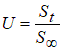 U = S_t / S_∞